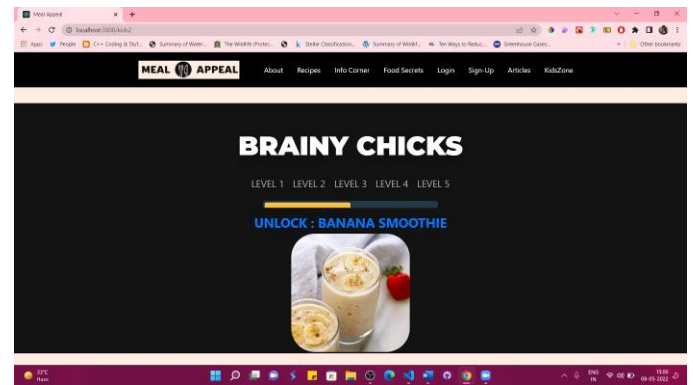 Meal Appeal
localhost:3000/kids2
Apps
People
C++ Coding & Stuf...
Summary of Water...
The Wildlife (Protec...
Stellar Classification...
Summary of Wildlif...
Ten Ways to Reduc...
Greenhouse Gases...
Other bookmarks
MEAL APPEAL
About Recipes Info Corner Food Secrets Login Sign-Up Articles KidsZone
BRAINY CHICKS
LEVEL 1 LEVEL 2 LEVEL 3 LEVEL 4 LEVEL 5
UNLOCK : BANANA SMOOTHIE
33°C
Haze
ENG
IN
15:00
06-05-2022